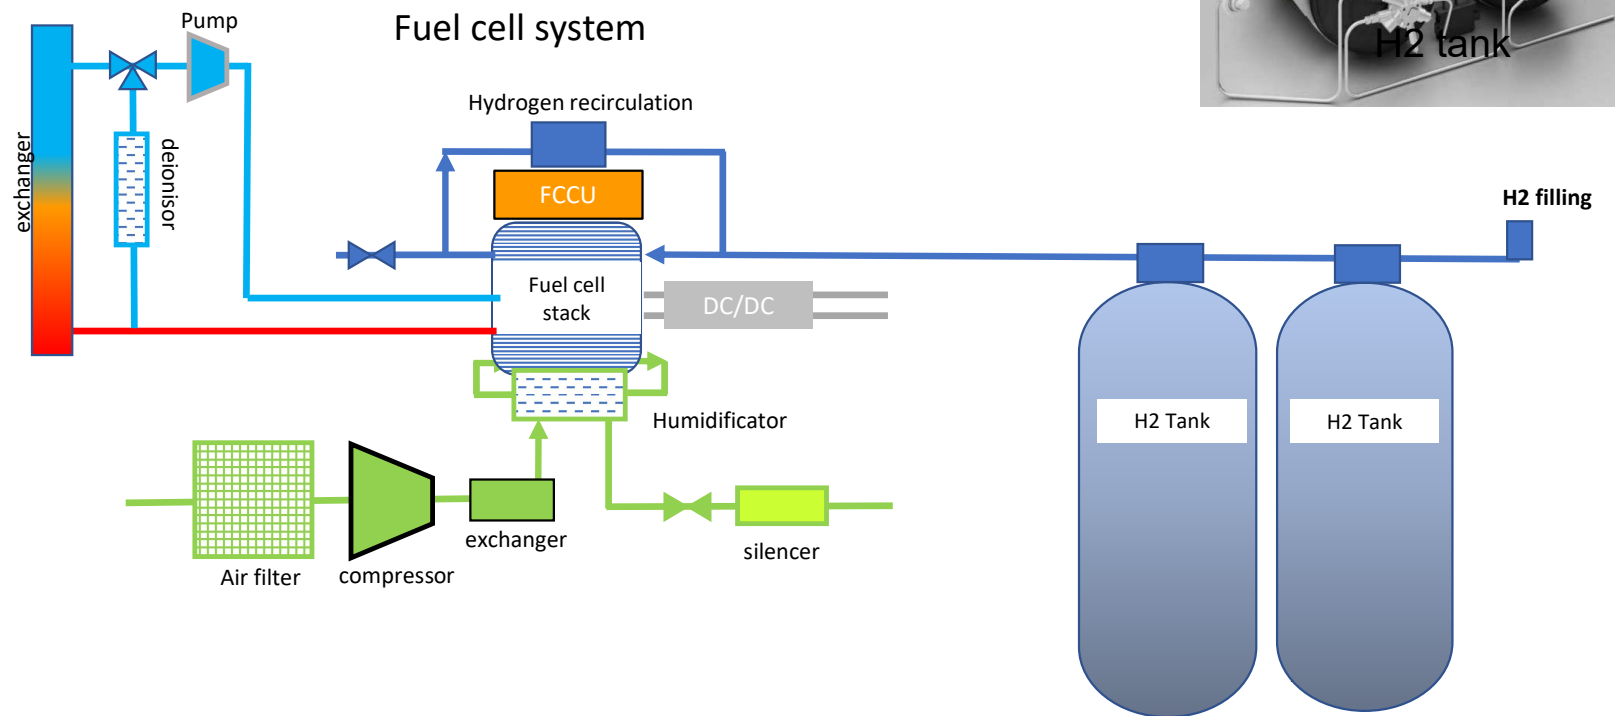 Pump
Fuel cell system
H2 tank
Hydrogen recirculation
exchanger
deionisor
FCCU
H2 filling
Fuel cell
stack
DC/DC
H2 Tank
H2 Tank
Humidificator
exchanger
silencer
Air filter
compressor